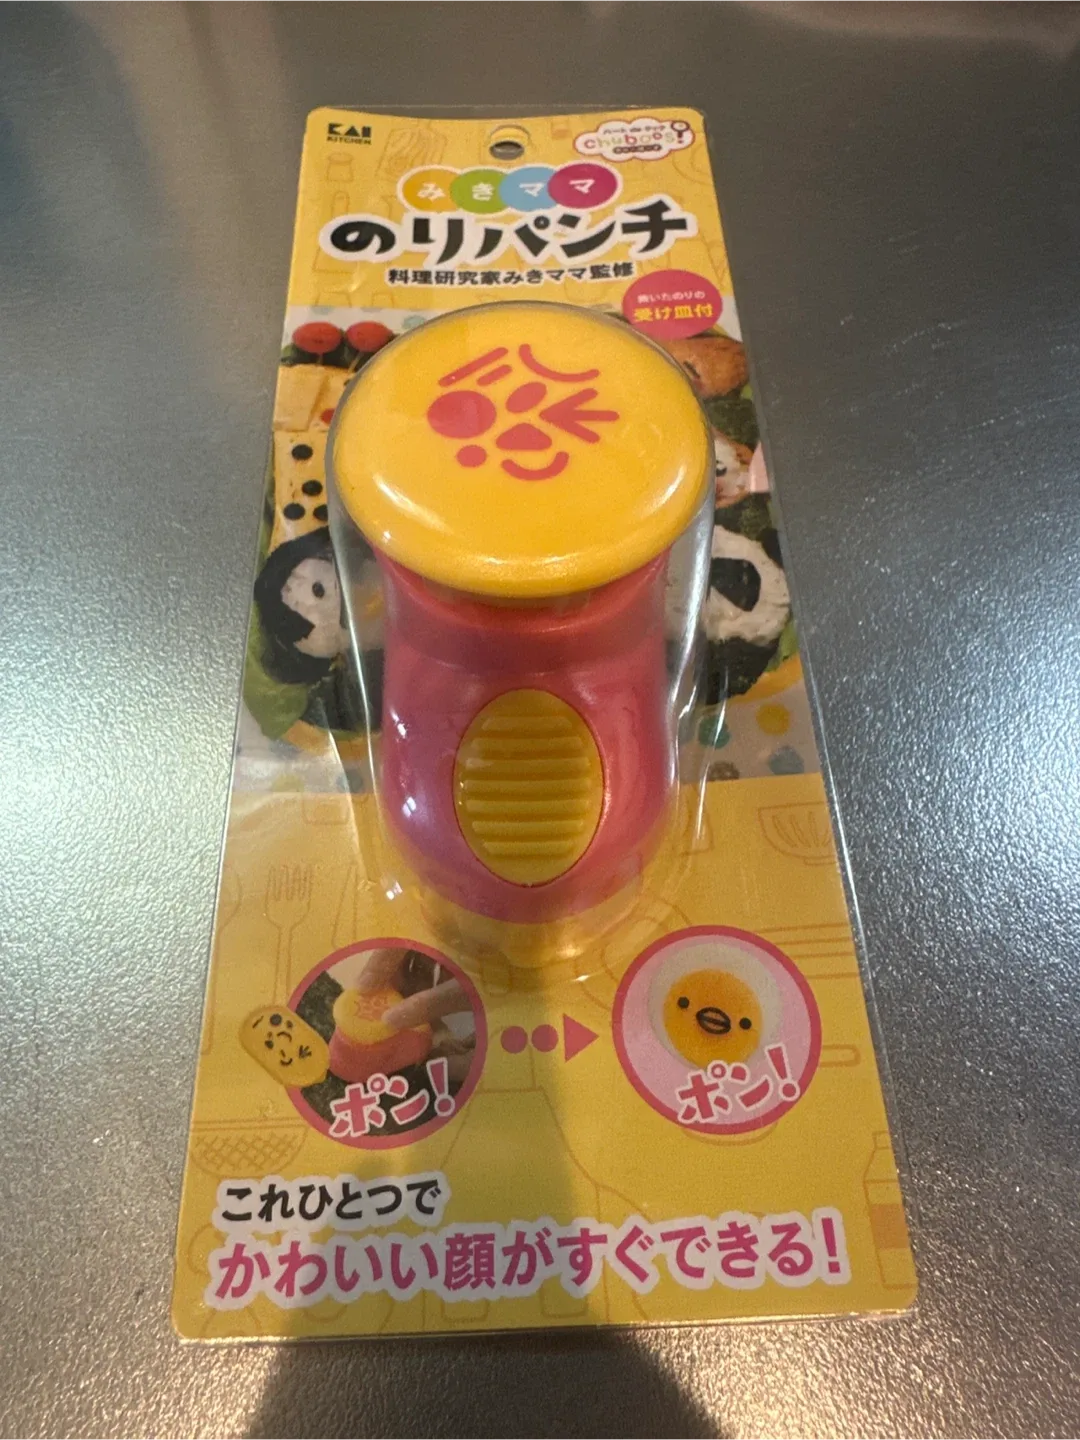 KAI
KITCHEN
chuboos!
みきママ
のりパンチ
料理研究家みきママ監修
抜いたのりの
受け皿付
ポン!
ポン!
これひとつで
かわいい顔がすぐできる!